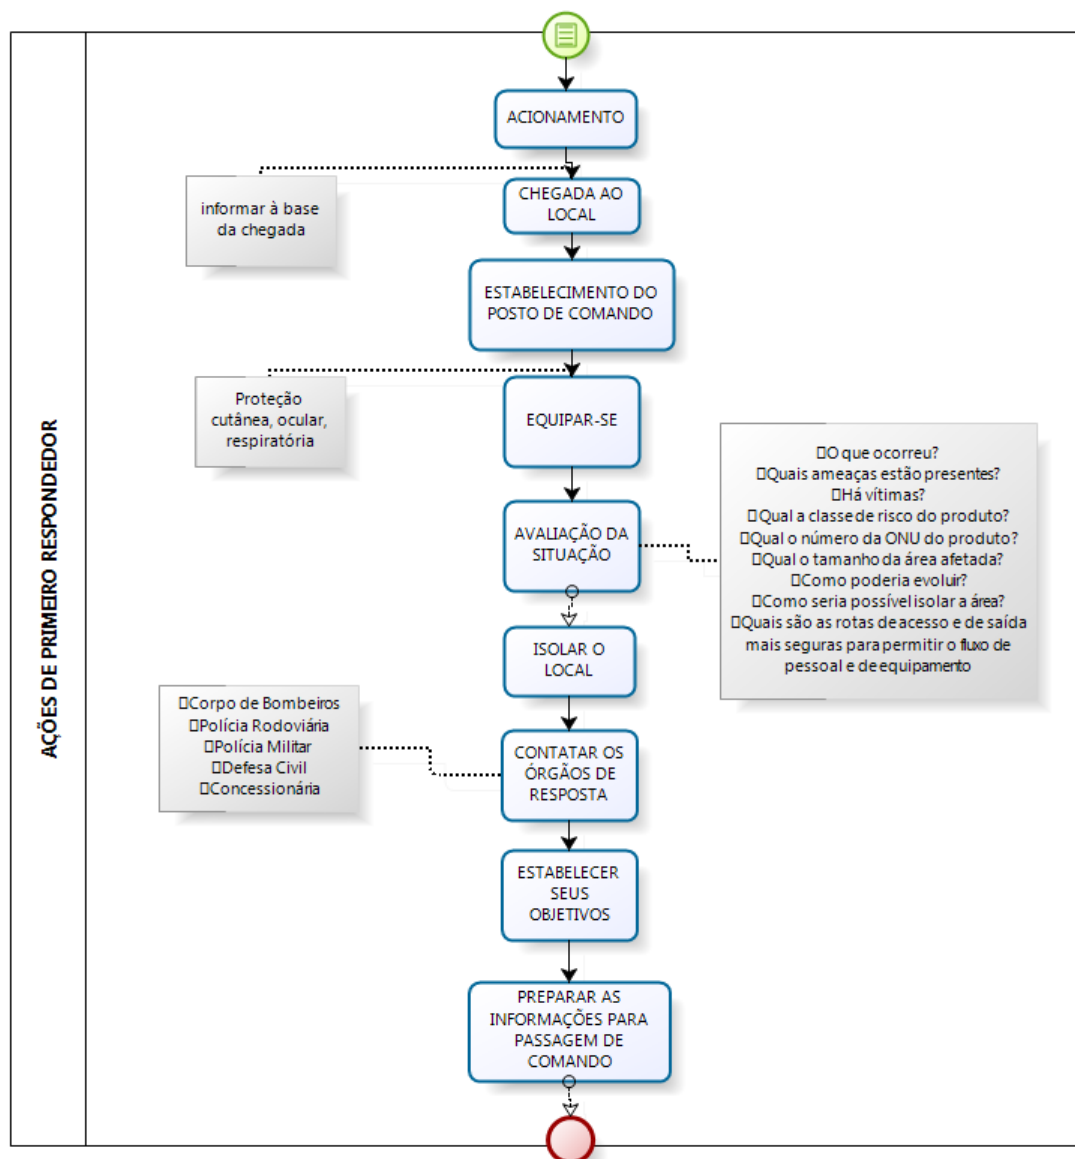 AÇÕES DE PRIMEIRO RESPONDEDOR
ACIONAMENTO
informar à base
da chegada
CHEGADA AO
LOCAL
ESTABELECIMENTO DO
POSTO DE COMANDO
Proteção
cutânea, ocular,
respiratória
EQUIPAR-SE
AVALIAÇÃO DA
SITUAÇÃO
▯O que ocorreu?
▯Quais ameaças estão presentes?
▯Há vítimas?
▯Qual a classe de risco do produto?
▯Qual o número da ONU do produto?
▯Qual o tamanho da área afetada?
▯Como poderia evoluir?
▯Como seria possível isolar a área?
▯Quais são as rotas de acesso e de saída
mais seguras para permitir o fluxo de
pessoal e de equipamento
ISOLAR O
LOCAL
▯Corpo de Bombeiros
▯Polícia Rodoviária
▯Polícia Militar
▯Defesa Civil
▯Concessionária
CONTATAR OS
ÓRGÃOS DE
RESPOSTA
ESTABELECER
SEUS
OBJETIVOS
PREPARAR AS
INFORMAÇÕES PARA
PASSAGEM DE
COMANDO